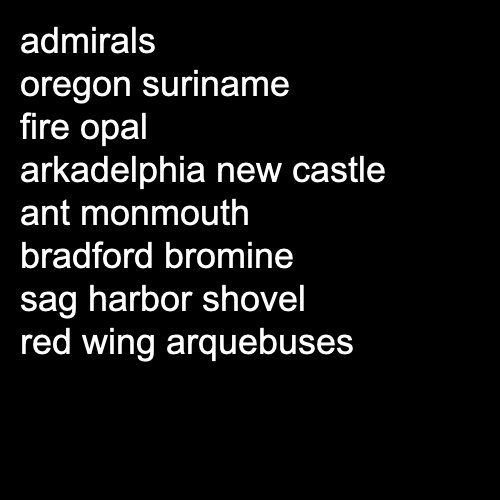 admirals
oregon suriname
fire opal
arkadelphia new castle
ant monmouth
bradford bromine
sag harbor shovel
red wing arquebuses